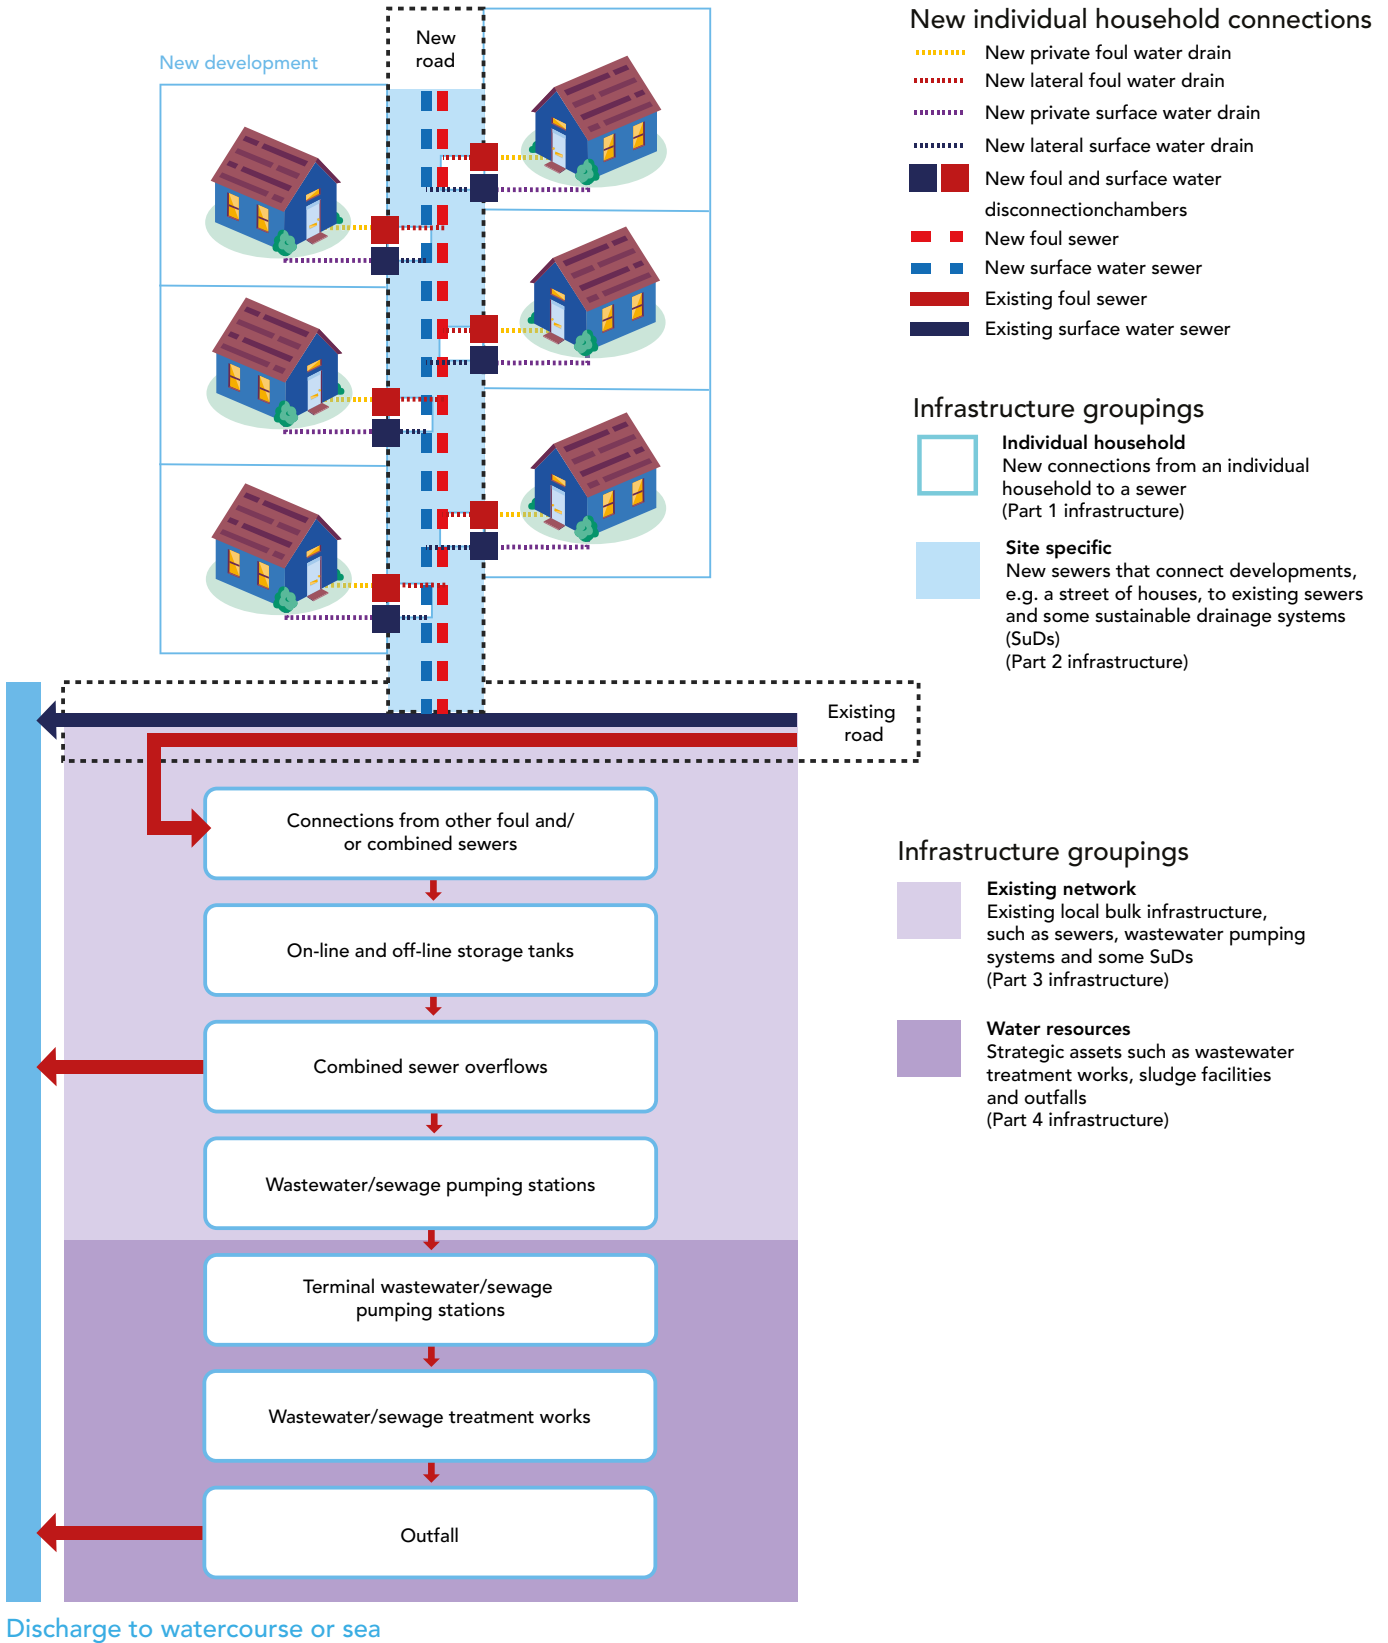 New
road
New development
New individual household connections
New private foul water drain
New lateral foul water drain
New private surface water drain
New lateral surface water drain
New foul and surface water
disconnectionchambers
New foul sewer
New surface water sewer
Existing foul sewer
Existing surface water sewer
Infrastructure groupings
Individual household
New connections from an individual
household to a sewer
(Part 1 infrastructure)
Site specific
New sewers that connect developments,
e.g. a street of houses, to existing sewers
and some sustainable drainage systems
(SuDs)
(Part 2 infrastructure)
Existing
road
Connections from other foul and/
or combined sewers
On-line and off-line storage tanks
Combined sewer overflows
Wastewater/sewage pumping stations
Terminal wastewater/sewage
pumping stations
Wastewater/sewage treatment works
Outfall
Infrastructure groupings
Existing network
Existing local bulk infrastructure,
such as sewers, wastewater pumping
systems and some SuDs
(Part 3 infrastructure)
Water resources
Strategic assets such as wastewater
treatment works, sludge facilities
and outfalls
(Part 4 infrastructure)
Discharge to watercourse or sea